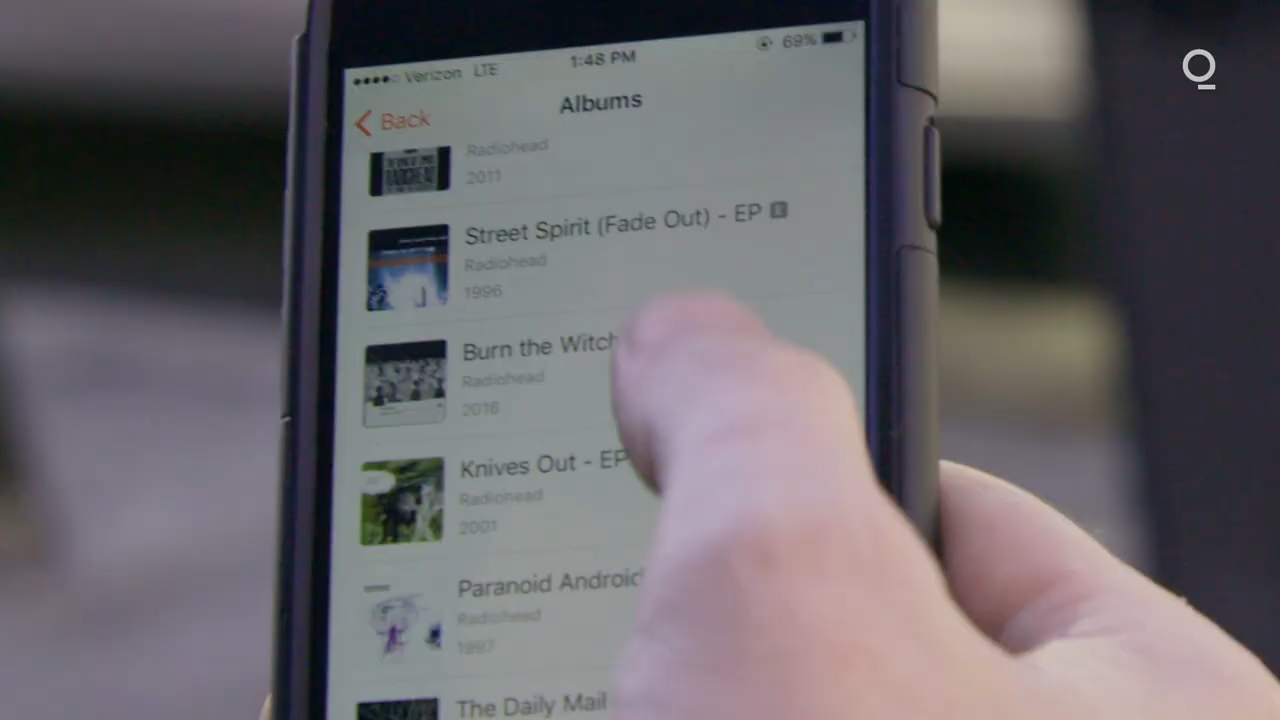 Verizon LTE
1:48 PM
69%
Back
Albums
RADIOHEAD
Radiohead
2011
Street Spirit (Fade Out) - EP E
Radiohead
1996
Burn the Witch
Radiohead
2016
Knives Out - EP
Radiohead
2001
Paranoid Android
Radiohead
1997
The Daily Mail